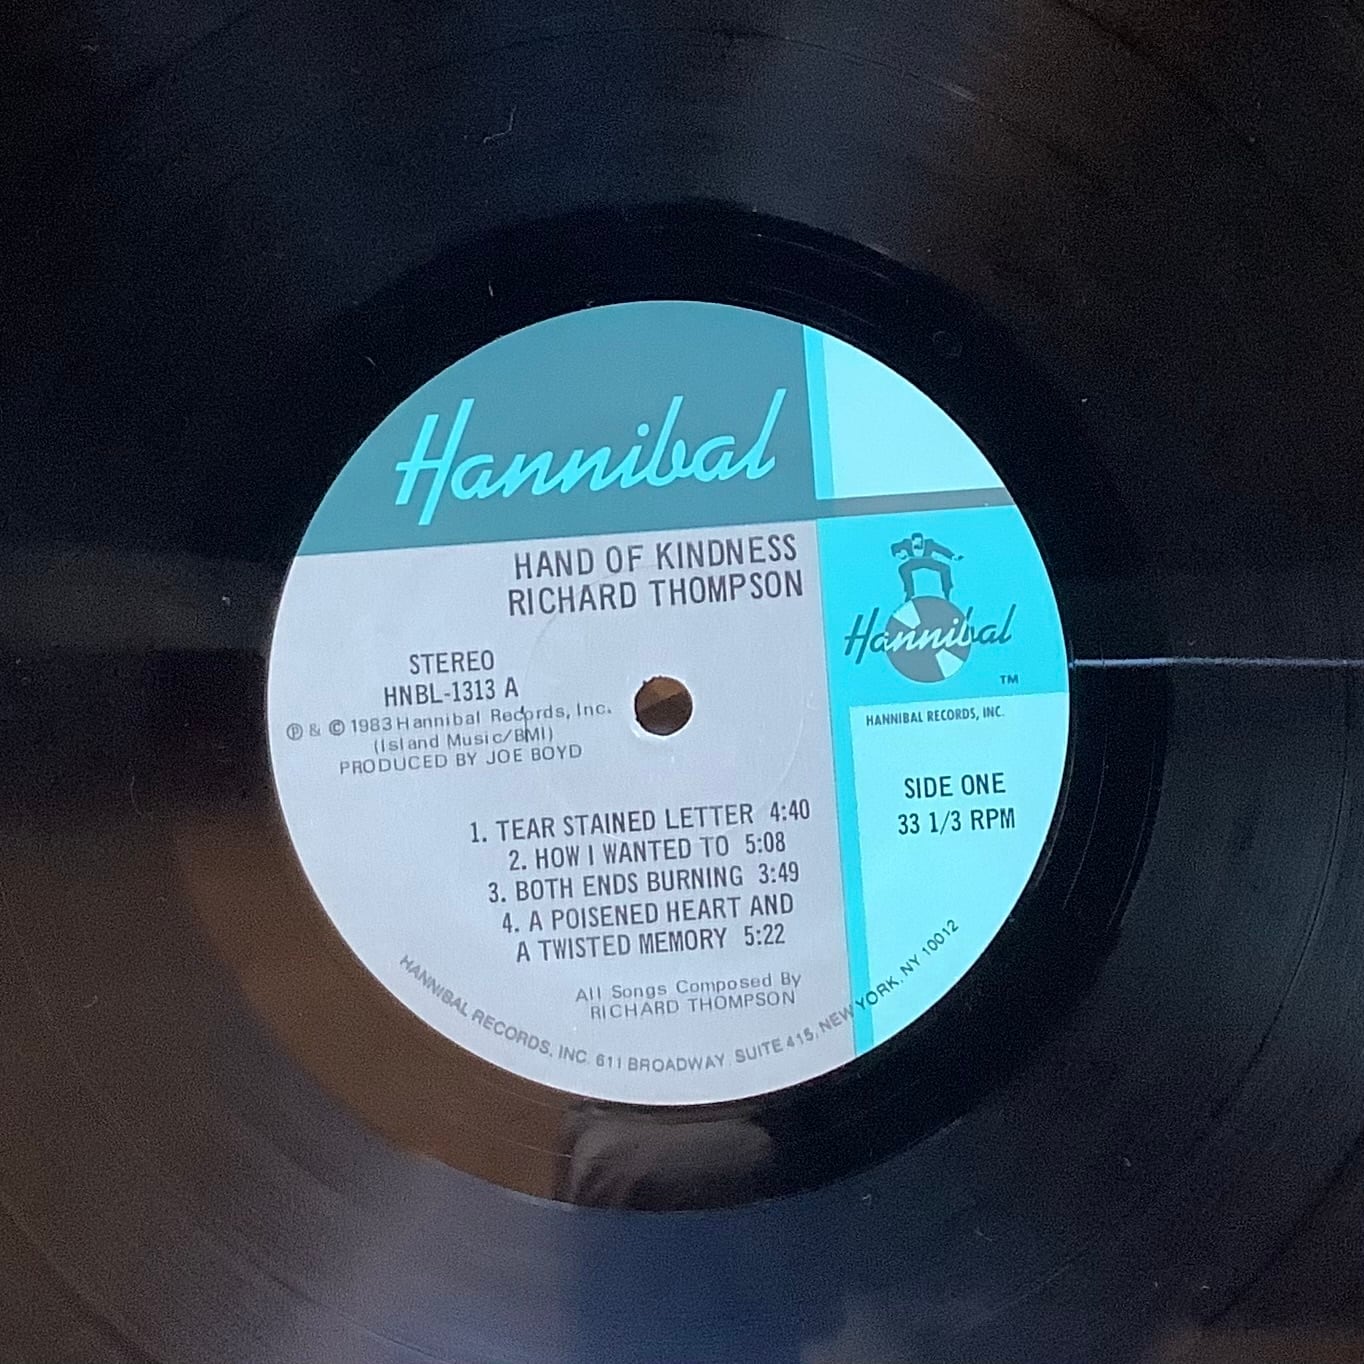 Hannibal
HAND OF KINDNESS
RICHARD THOMPSON
STEREO
HNBL-1313 A
Ⓟ & © 1983 Hannibal Records, Inc.
(Island Music/BMI)
PRODUCED BY JOE BOYD
1. TEAR STAINED LETTER 4:40
2. HOW I WANTED TO 5:08
3. BOTH ENDS BURNING 3:49
4. A POISENED HEART AND
A TWISTED MEMORY 5:22
All Songs Composed By
RICHARD THOMPSON
Hannibal
TM
HANNIBAL RECORDS, INC.
SIDE ONE
33 1/3 RPM
HANNIBAL RECORDS, INC. 611 BROADWAY. SUITE 415, NEW YORK. NY 10012